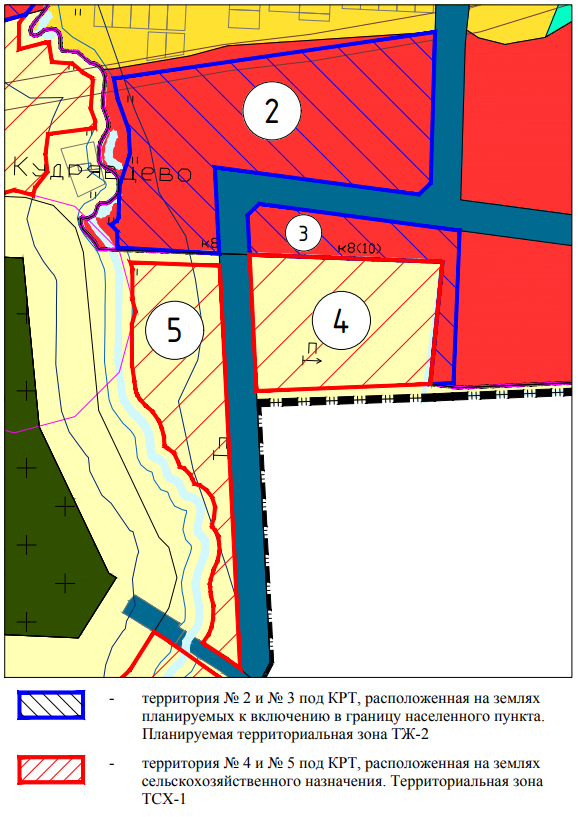 2
Кудрявцево
3
к8
к8(10)
5
4
П
П
- территория № 2 и № 3 под КРТ, расположенная на землях
планируемых к включению в границу населенного пункта.
Планируемая территориальная зона ТЖ-2
- территория № 4 и № 5 под КРТ, расположенная на землях
сельскохозяйственного назначения. Территориальная зона
ТСХ-1